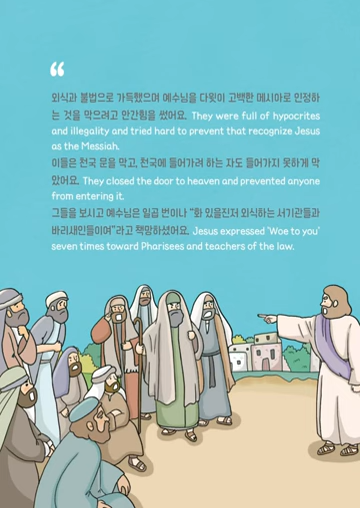 “
외식과 불법으로 가득했으며 예수님을 다윗이 고백한 메시아로 인정하
는 것을 막으려고 안간힘을 썼어요. They were full of hypocrites
and illegality and tried hard to prevent that recognize Jesus
as the Messiah.
이들은 천국 문을 막고, 천국에 들어가려 하는 자도 들어가지 못하게 막
았어요. They closed the door to heaven and prevented anyone
from entering it.
그들을 보시고 예수님은 일곱 번이나 “화 있을진저 외식하는 서기관들과
바리새인들이여”라고 책망하셨어요. Jesus expressed ‘Woe to you’
seven times toward Pharisees and teachers of the law.